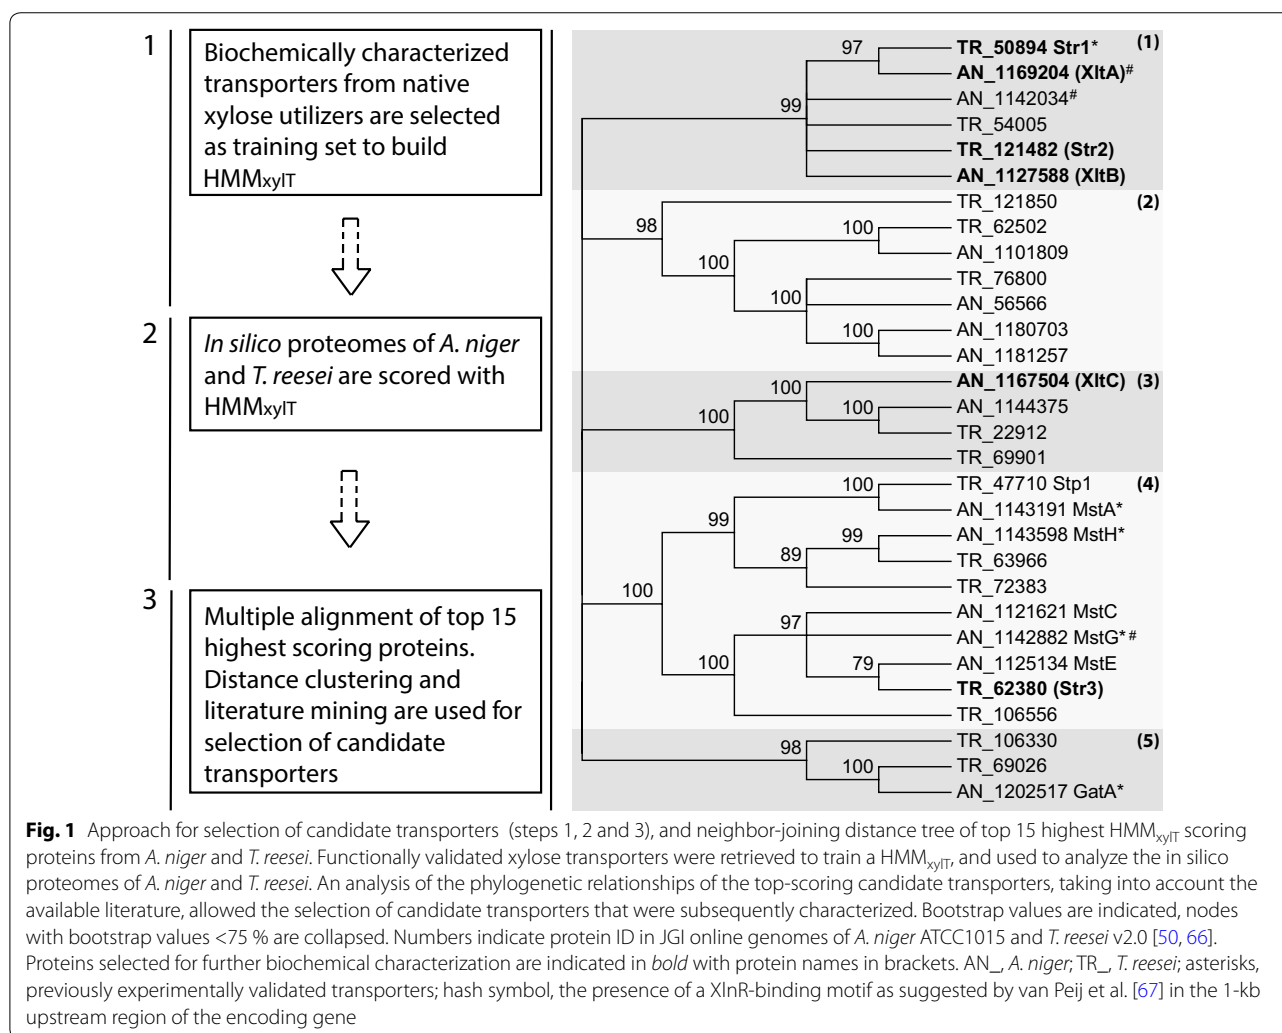 1
Biochemically characterized
transporters from native
xylose utilizers are selected
as training set to build
HMMxylT
2
In silico proteomes of A. niger
and T. reesei are scored with
HMMxylT
3
Multiple alignment of top 15
highest scoring proteins.
Distance clustering and
literature mining are used for
selection of candidate
transporters
97
TR_50894 Str1*
(1)
AN_1169204 (XltA)#
99
AN_1142034#
TR_54005
TR_121482 (Str2)
AN_1127588 (XltB)
TR_121850
(2)
98
100
TR_62502
AN_1101809
100
TR_76800
100
AN_56566
100
AN_1180703
AN_1181257
AN_1167504 (XltC)
(3)
100
100
AN_1144375
100
TR_22912
TR_69901
100
TR_47710 Stp1
(4)
AN_1143191 MstA*
99
99
AN_1143598 MstH*
89
TR_63966
TR_72383
100
97
AN_1121621 MstC
AN_1142882 MstG*#
100
79
AN_1125134 MstE
TR_62380 (Str3)
TR_106556
98
TR_106330
(5)
100
TR_69026
AN_1202517 GatA*
Fig. 1 Approach for selection of candidate transporters (steps 1, 2 and 3), and neighbor-joining distance tree of top 15 highest HMMxylT scoring
proteins from A. niger and T. reesei. Functionally validated xylose transporters were retrieved to train a HMMxylT, and used to analyze the in silico
proteomes of A. niger and T. reesei. An analysis of the phylogenetic relationships of the top-scoring candidate transporters, taking into account the
available literature, allowed the selection of candidate transporters that were subsequently characterized. Bootstrap values are indicated, nodes
with bootstrap values <75 % are collapsed. Numbers indicate protein ID in JGI online genomes of A. niger ATCC1015 and T. reesei v2.0 [50, 66].
Proteins selected for further biochemical characterization are indicated in bold with protein names in brackets. AN_, A. niger; TR_, T. reesei; asterisks,
previously experimentally validated transporters; hash symbol, the presence of a XlnR-binding motif as suggested by van Peij et al. [67] in the 1-kb
upstream region of the encoding gene